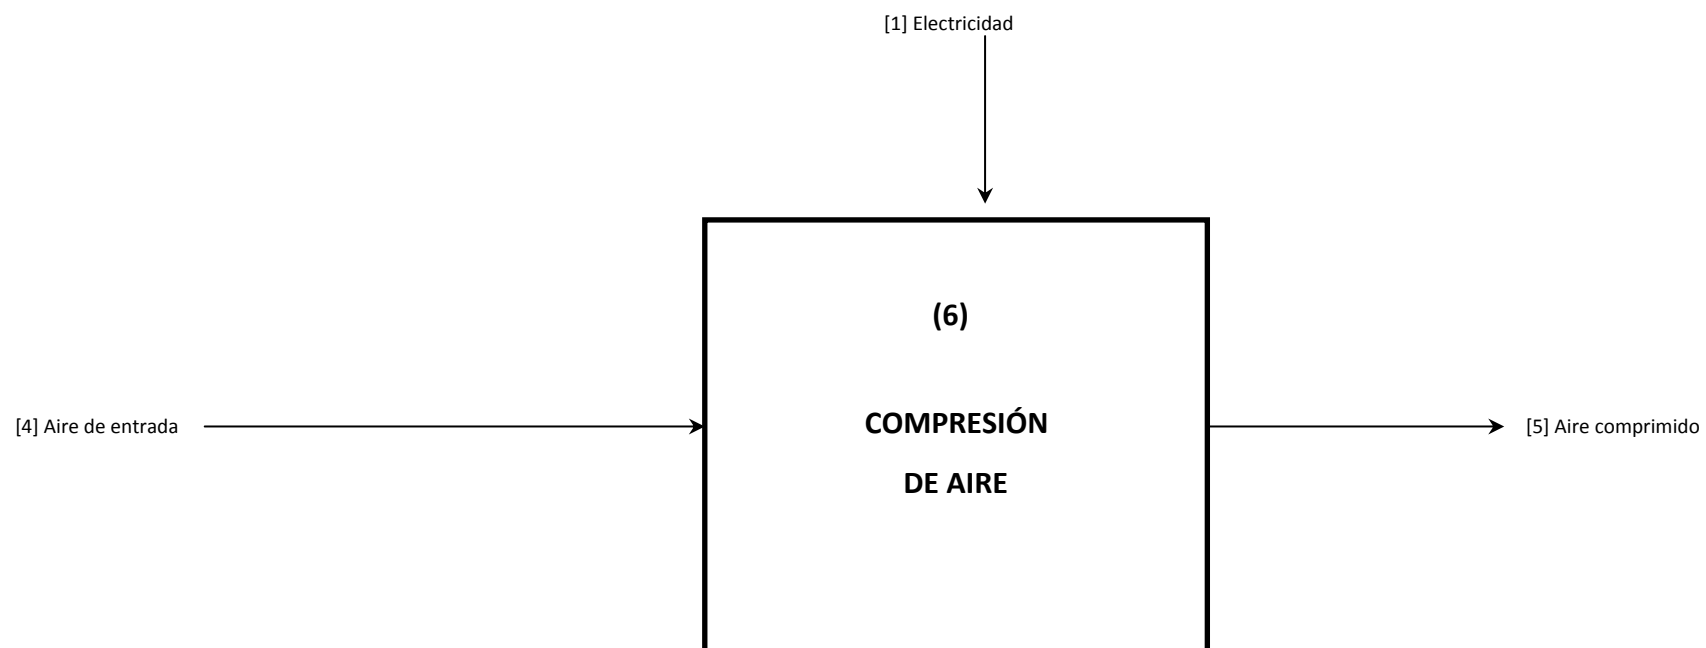 [1] Electricidad
(6)
[4] Aire de entrada
COMPRESIÓN
[5] Aire comprimido
DE AIRE